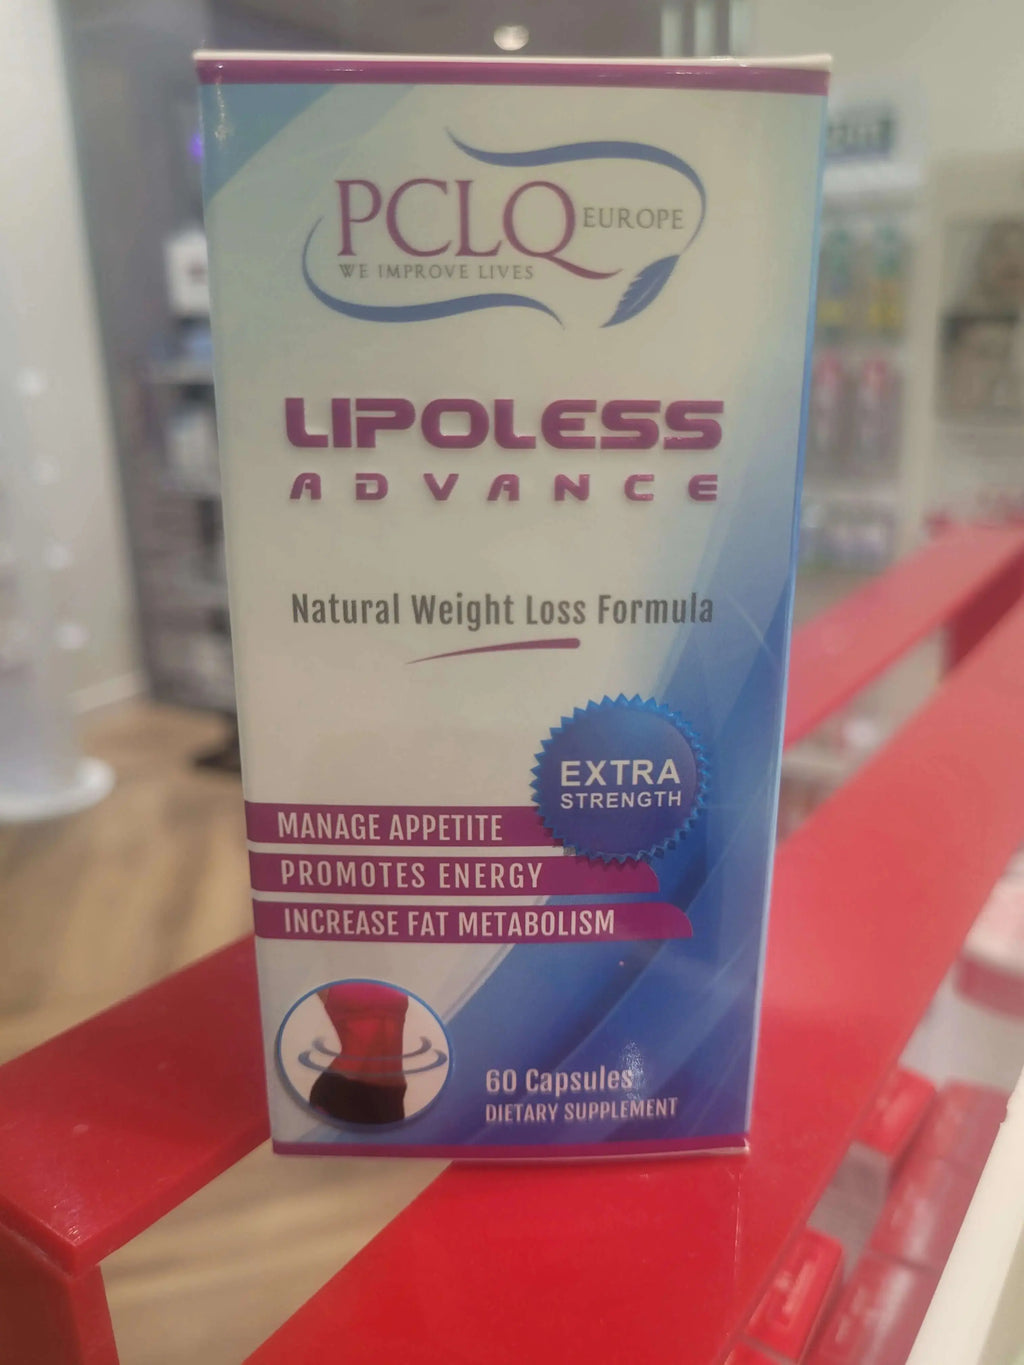 PCLQ EUROPE
WE IMPROVE LIVES
LIPOLESS
ADVANCE
Natural Weight Loss Formula
EXTRA
STRENGTH
MANAGE APPETITE
PROMOTES ENERGY
INCREASE FAT METABOLISM
60 Capsules
DIETARY SUPPLEMENT